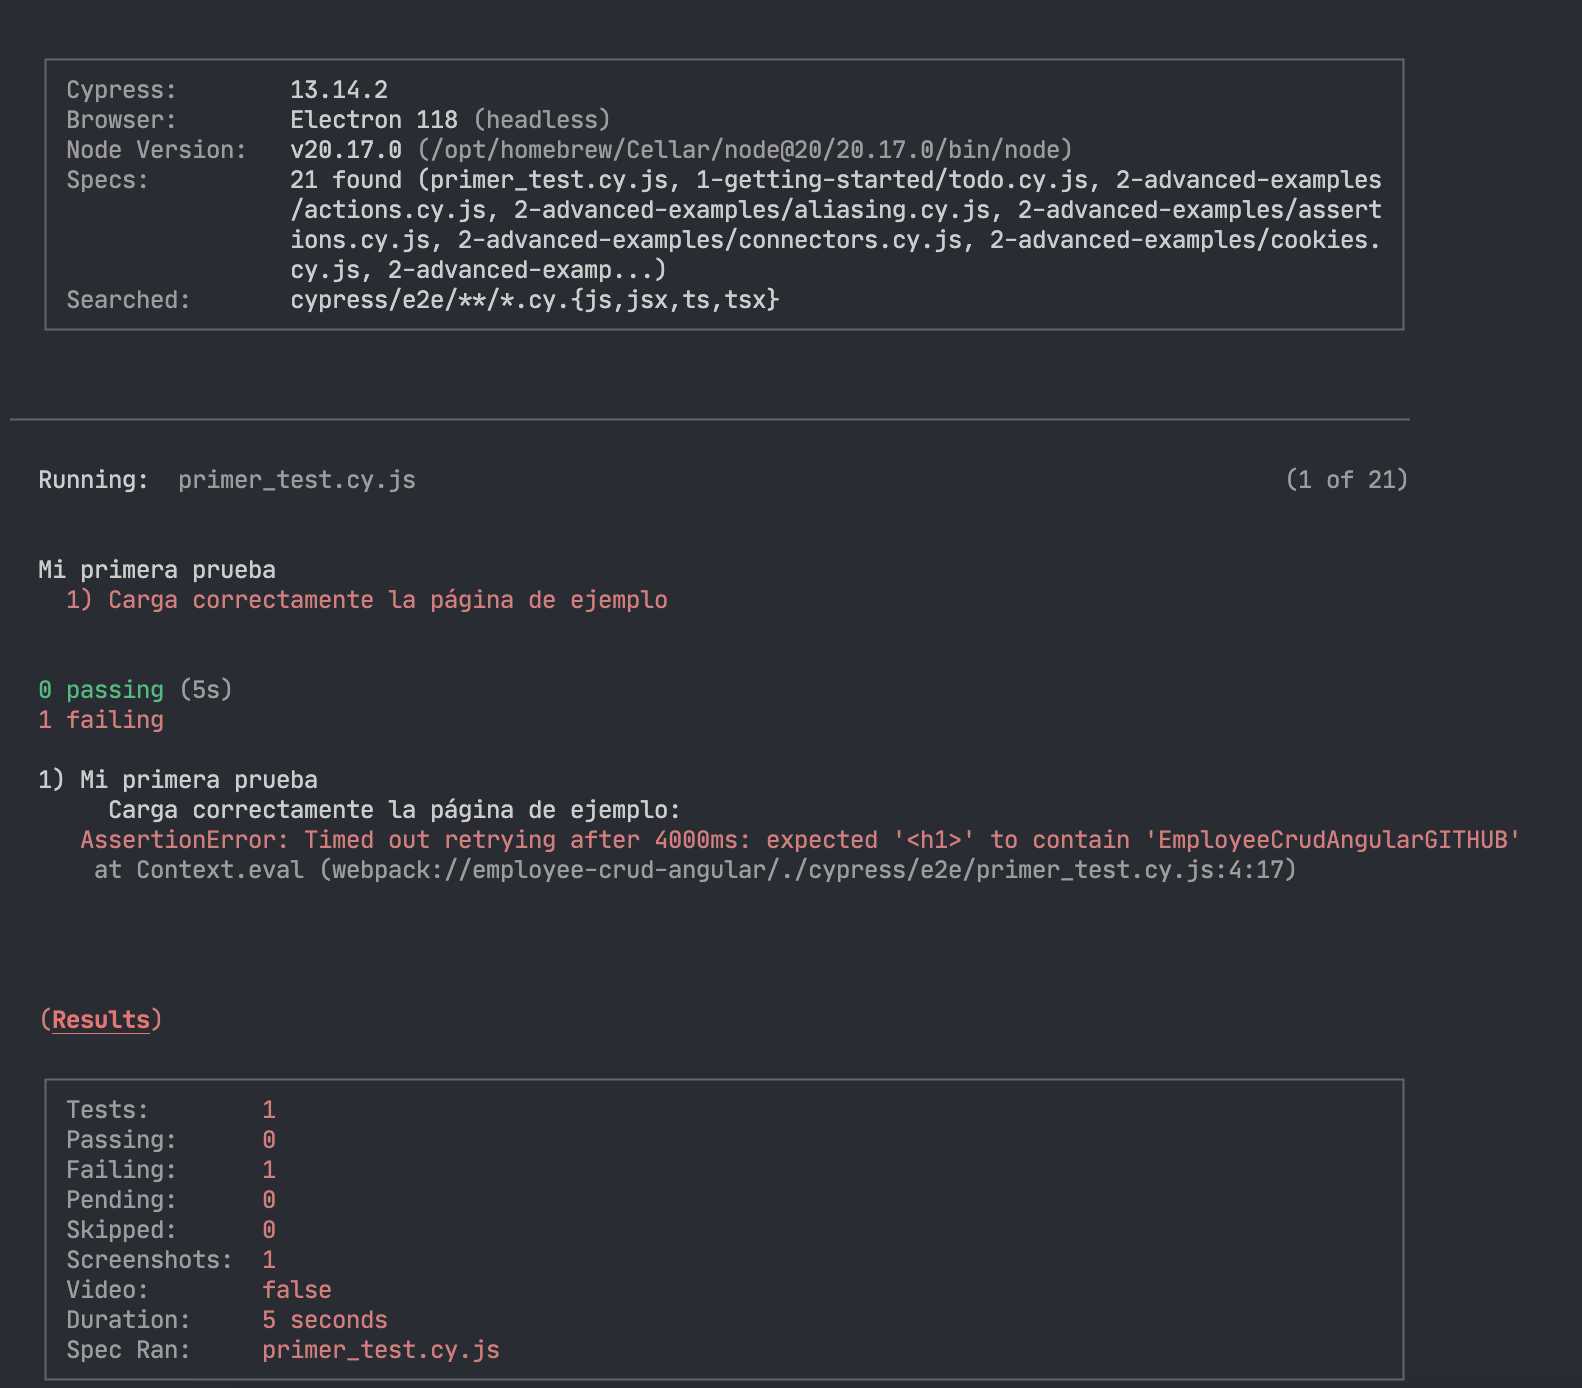 Cypress: 13.14.2
Browser: Electron 118 (headless)
Node Version: v20.17.0 (/opt/homebrew/Cellar/node@20/20.17.0/bin/node)
Specs: 21 found (primer_test.cy.js, 1-getting-started/todo.cy.js, 2-advanced-examples
/actions.cy.js, 2-advanced-examples/aliasing.cy.js, 2-advanced-examples/assert
ions.cy.js, 2-advanced-examples/connectors.cy.js, 2-advanced-examples/cookies.
cy.js, 2-advanced-examp...)
Searched: cypress/e2e/**/*.cy.{js,jsx,ts,tsx}
Running: primer_test.cy.js (1 of 21)
Mi primera prueba
1) Carga correctamente la página de ejemplo
0 passing (5s)
1 failing
1) Mi primera prueba
Carga correctamente la página de ejemplo:
AssertionError: Timed out retrying after 4000ms: expected '<h1>' to contain 'EmployeeCrudAngularGITHUB'
at Context.eval (webpack://employee-crud-angular/./cypress/e2e/primer_test.cy.js:4:17)
(Results)
Tests: 1
Passing: 0
Failing: 1
Pending: 0
Skipped: 0
Screenshots: 1
Video: false
Duration: 5 seconds
Spec Ran: primer_test.cy.js